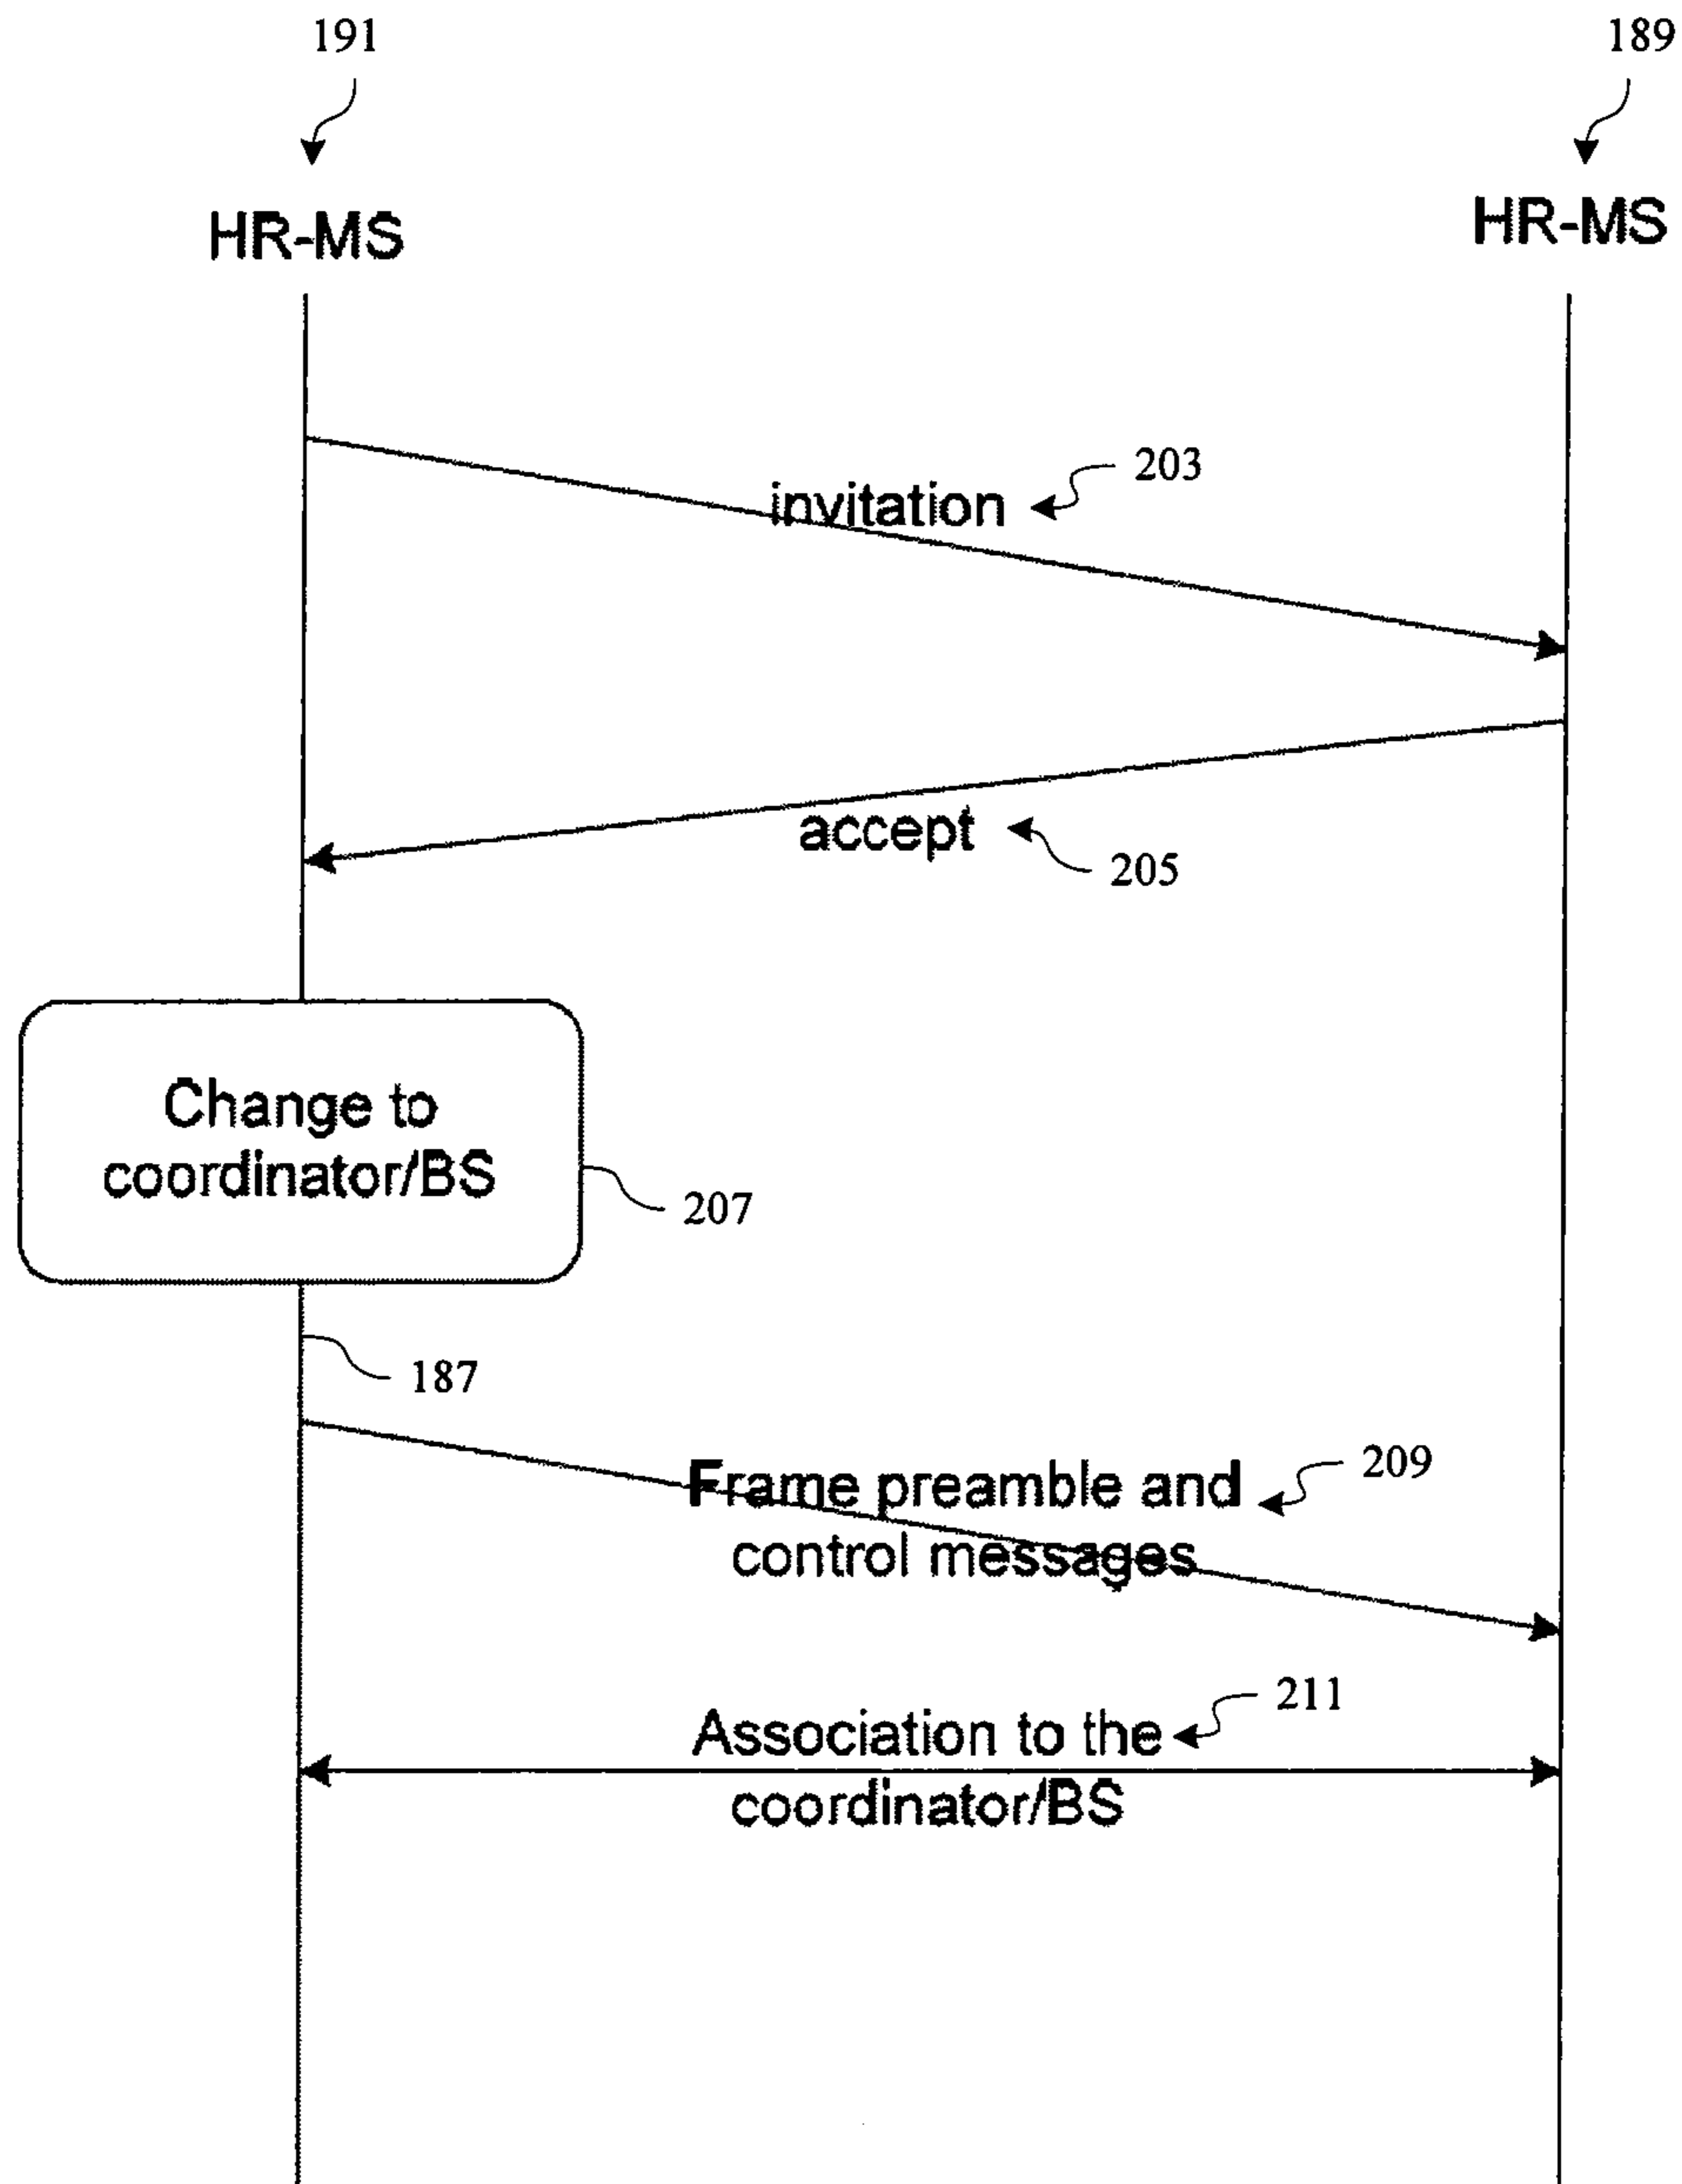 191
189
HR-MS
HR-MS
203
invitation
accept
205
Change to
coordinator/BS
207
187
Frame preamble and
209
control messages
211
Association to the
coordinator/BS